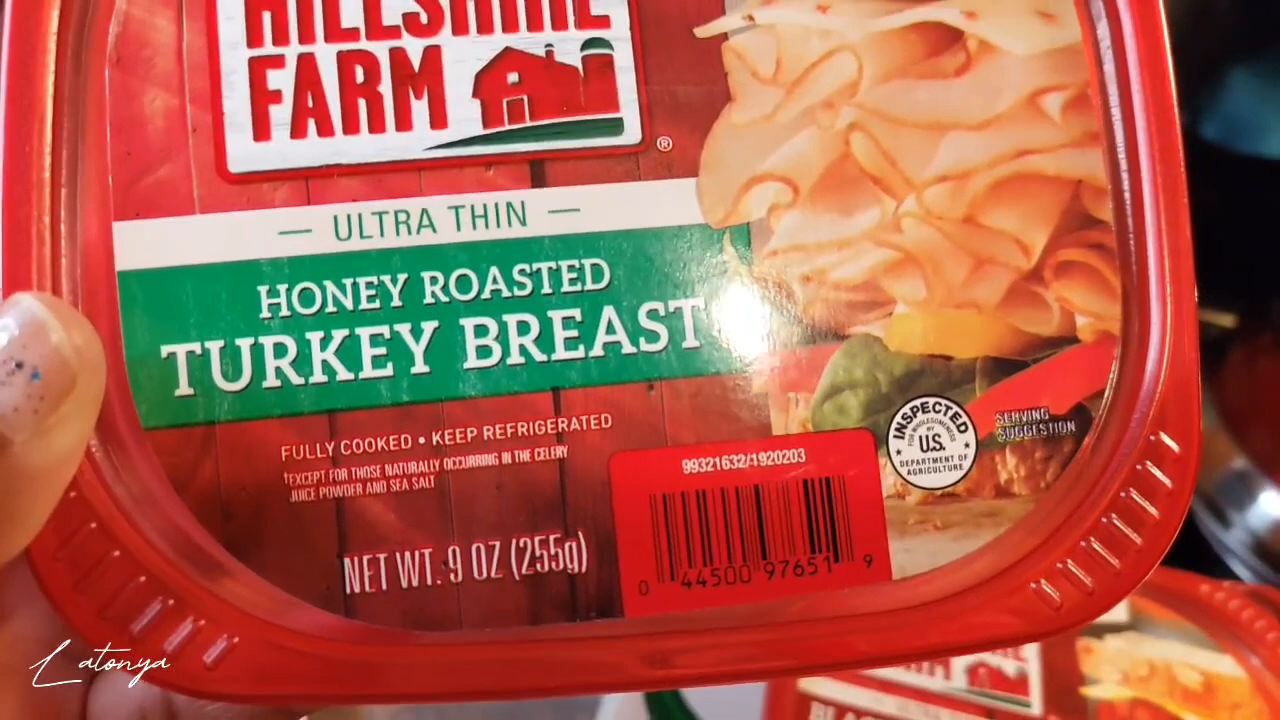 HILLSHIRE
FARM
®
— ULTRA THIN —
HONEY ROASTED
TURKEY BREAST
FULLY COOKED • KEEP REFRIGERATED
†EXCEPT FOR THOSE NATURALLY OCCURRING IN THE CELERY
JUICE POWDER AND SEA SALT
NET WT. 9 OZ (255g)
99321632/1920203
0 44500 97651 9
INSPECTED
FOR WHOLESOMENESS
BY
U.S.
DEPARTMENT OF
AGRICULTURE
SERVING
SUGGESTION
Latonya